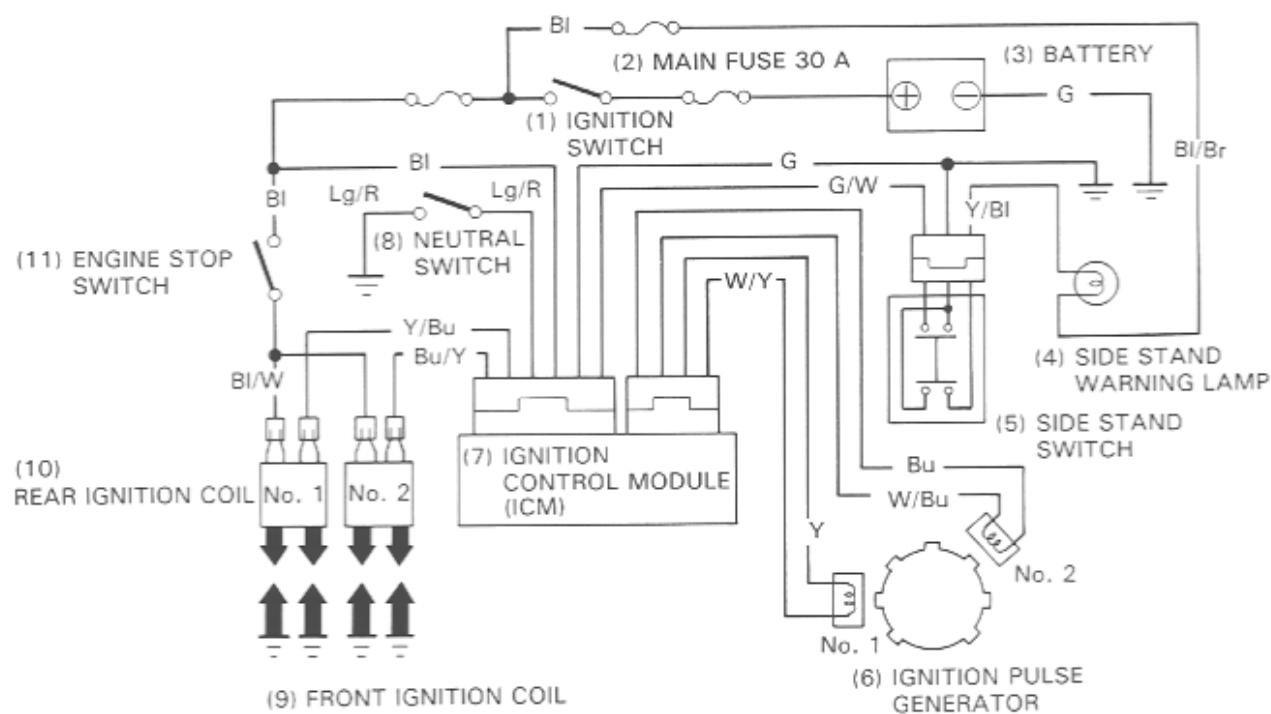 Bl
(2) MAIN FUSE 30 A
(3) BATTERY
G
(1) IGNITION
SWITCH
Bl/Br
Bl
G
Bl
Lg/R
Lg/R
G/W
Y/Bl
(8) NEUTRAL
SWITCH
(11) ENGINE STOP
SWITCH
W/Y
Y/Bu
Bu/Y
Bl/W
(4) SIDE STAND
WARNING LAMP
(5) SIDE STAND
SWITCH
(7) IGNITION
CONTROL MODULE
(ICM)
(10)
REAR IGNITION COIL
No. 1
No. 2
Bu
W/Bu
Y
No. 2
No. 1
(6) IGNITION PULSE
GENERATOR
(9) FRONT IGNITION COIL